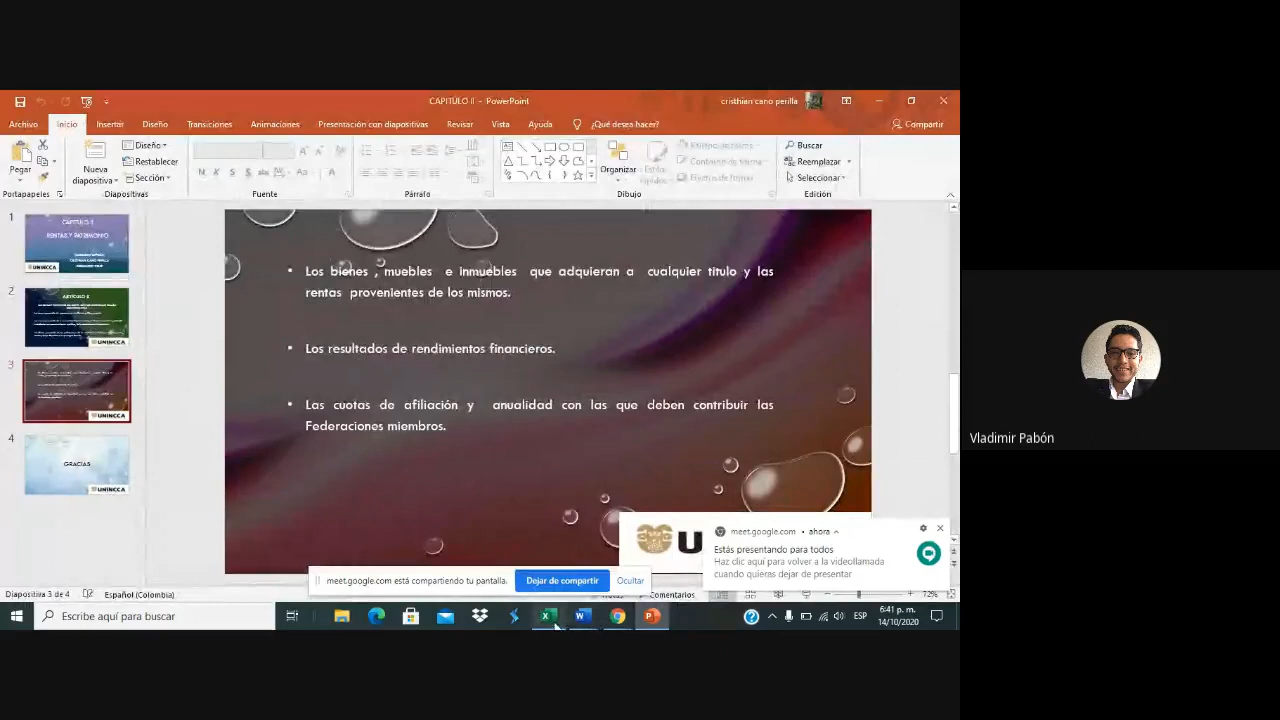 CAPITULO II - PowerPoint
cristhian cano perilla
Archivo
Inicio
Insertar
Diseño
Transiciones
Animaciones
Presentación con diapositivas
Revisar
Vista
Ayuda
¿Qué desea hacer?
Compartir
Pegar
Portapapeles
Nueva
diapositiva
Diseño
Restablecer
Sección
Diapositivas
Fuente
Párrafo
Organizar
Dibujo
Buscar
Reemplazar
Seleccionar
Edición
1
RENTAS Y PATRIMONIO
UNINCCA
2
UNINCCA
3
UNINCCA
4
GRACIAS
UNINCCA
• Los bienes , muebles e inmuebles que adquieran a cualquier titulo y las
rentas provenientes de los mismos.
• Los resultados de rendimientos financieros.
• Las cuotas de afiliación y anualidad con las que deben contribuir las
Federaciones miembros.
U
meet.google.com • ahora
Estás presentando para todos
Haz clic aquí para volver a la videollamada
cuando quieras dejar de presentar
meet.google.com está compartiendo tu pantalla.
Dejar de compartir
Ocultar
Diapositiva 3 de 4
Español (Colombia)
Comentarios
72%
Escribe aquí para buscar
ESP
6:41 p. m.
14/10/2020
Vladimir Pabón